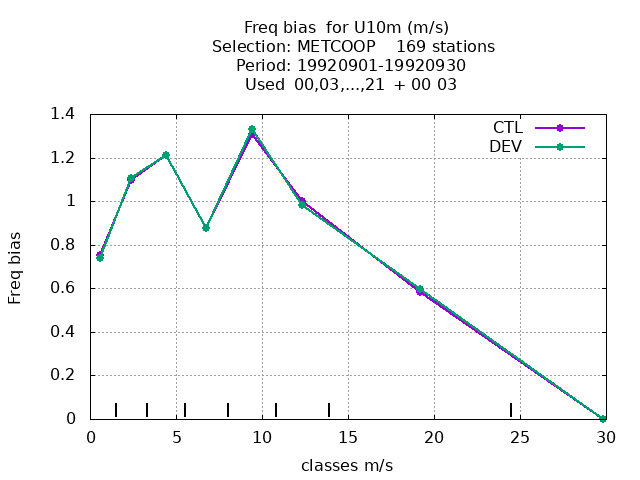 Freq bias  for U10m (m/s)
Selection: METCOOP    169 stations
Period: 19920901-19920930
Used  00,03,...,21  + 00 03
CTL
DEV
1.4
1.2
1
0.8
0.6
0.4
0.2
0
Freq bias
0 5 10 15 20 25 30
classes m/s